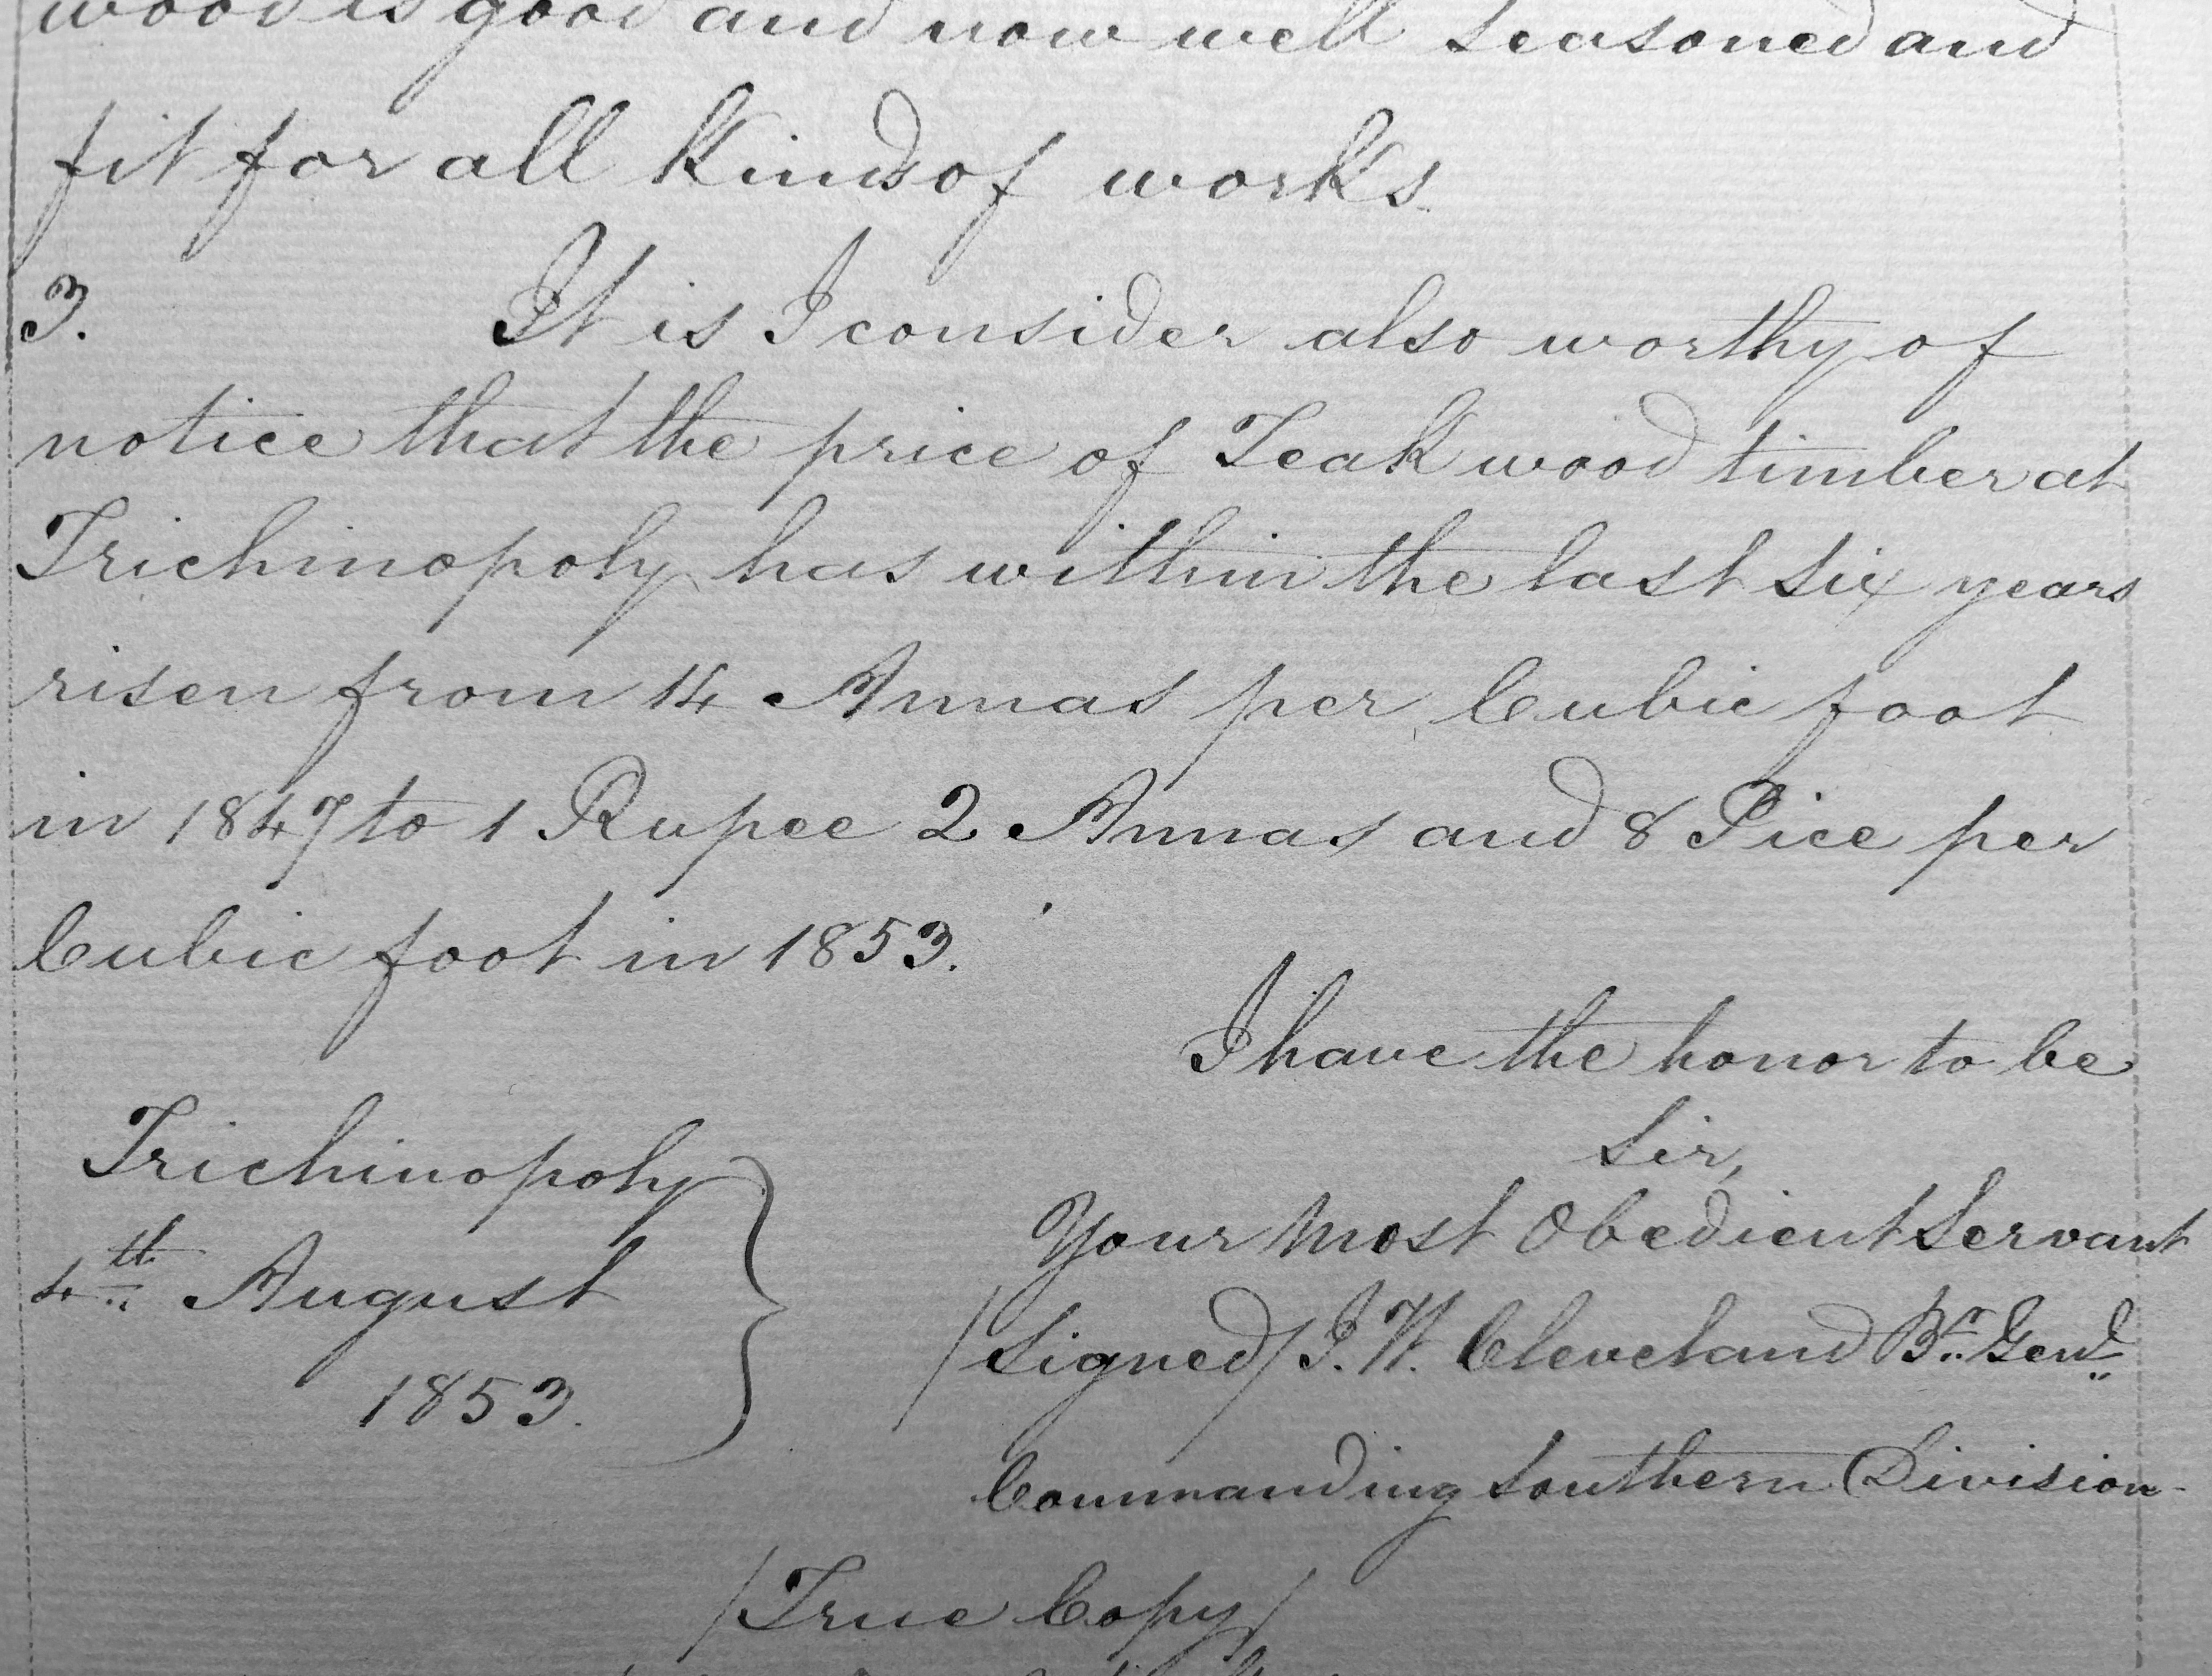 wood is good and now well seasoned and
fit for all kinds of works
3. It is I consider also worthy of
notice that the price of Teak wood timber at
Trichinopoly has within the last six years
risen from 14 Annas per Cubic foot
in 1847 to 1 Rupee 2 Annas and 8 Pice per
Cubic foot in 1853.
I have the honor to be
Sir,
Your Most Obedient Servant
/Signed/ J. W. Cleveland Br. Genl.
Commanding Southern Division
Trichinopoly
4th August
1853.
/True Copy/